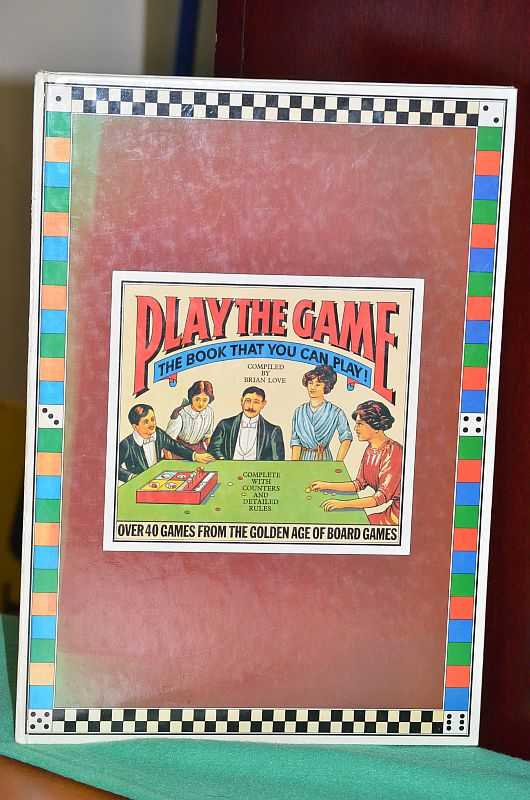 PLAY THE GAME
THE BOOK THAT YOU CAN PLAY!
COMPILED
BY
BRIAN LOVE
COMPLETE
WITH
COUNTERS
AND
DETAILED
RULES
OVER 40 GAMES FROM THE GOLDEN AGE OF BOARD GAMES